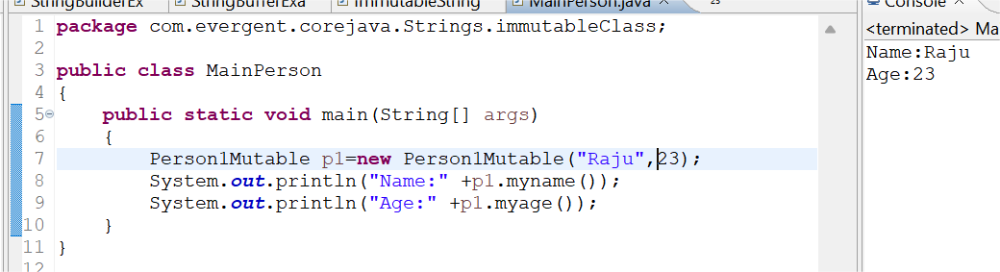 StringBuilderEx StringBufferExa ImmutableString MainPerson.java 25 Console
1 package com.evergent.corejava.Strings.immutableClass;
2
3 public class MainPerson
4 {
5 public static void main(String[] args)
6 {
7 Person1Mutable p1=new Person1Mutable("Raju",23);
8 System.out.println("Name:" +p1.myname());
9 System.out.println("Age:" +p1.myage());
10 }
11 }
12
<terminated> Ma
Name:Raju
Age:23